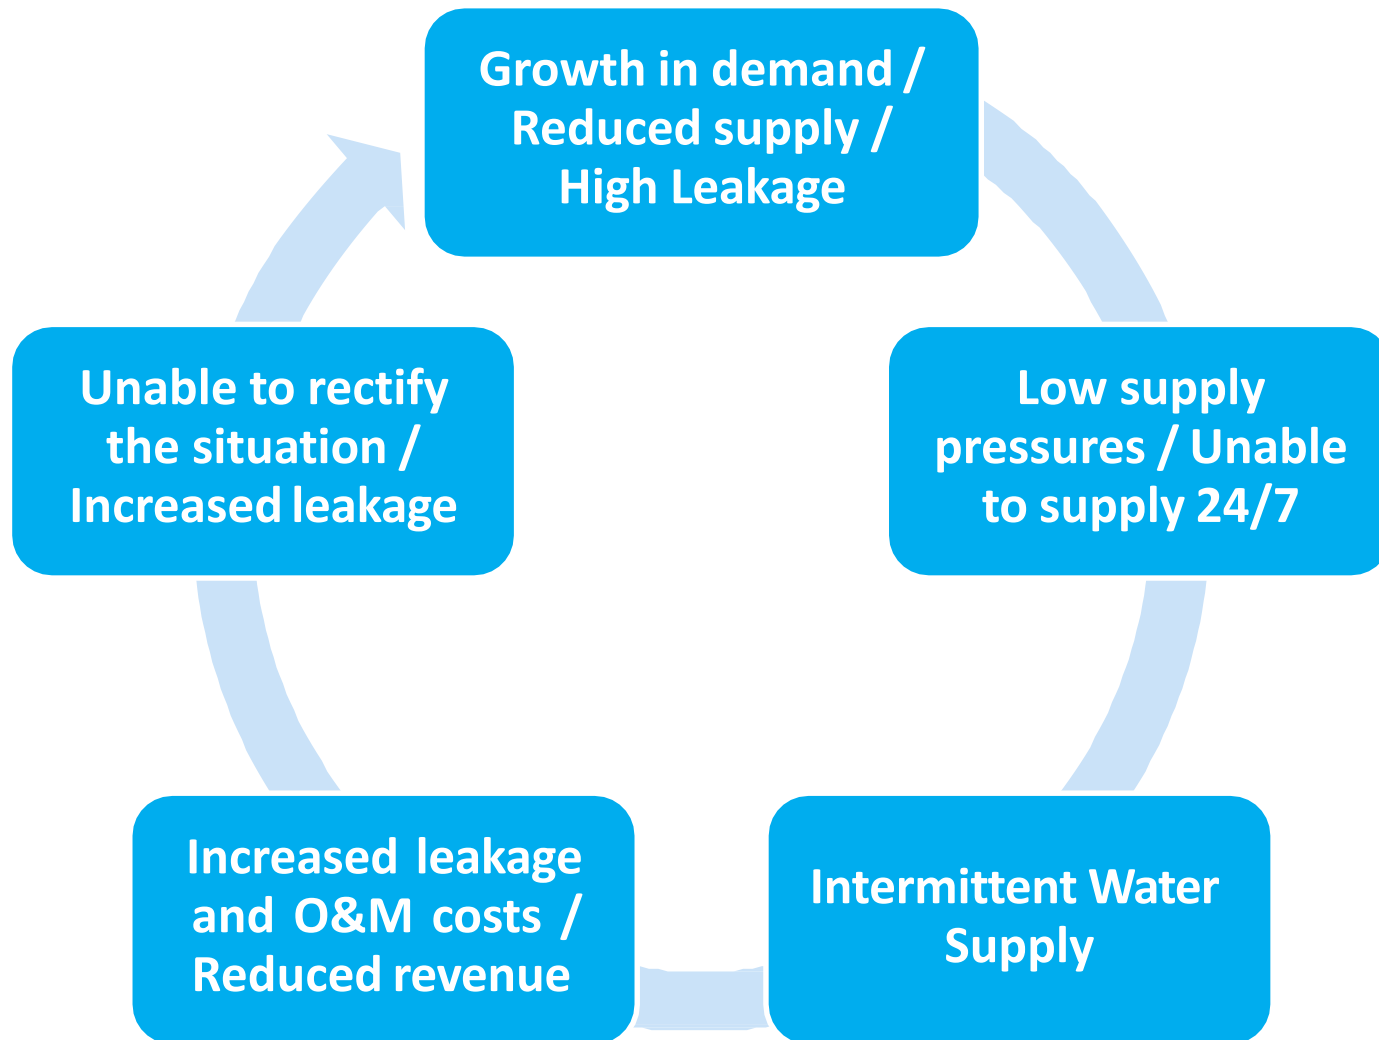 Growth in demand /
Reduced supply /
High Leakage
Low supply
pressures / Unable
to supply 24/7
Intermittent Water
Supply
Increased leakage
and O&M costs /
Reduced revenue
Unable to rectify
the situation /
Increased leakage